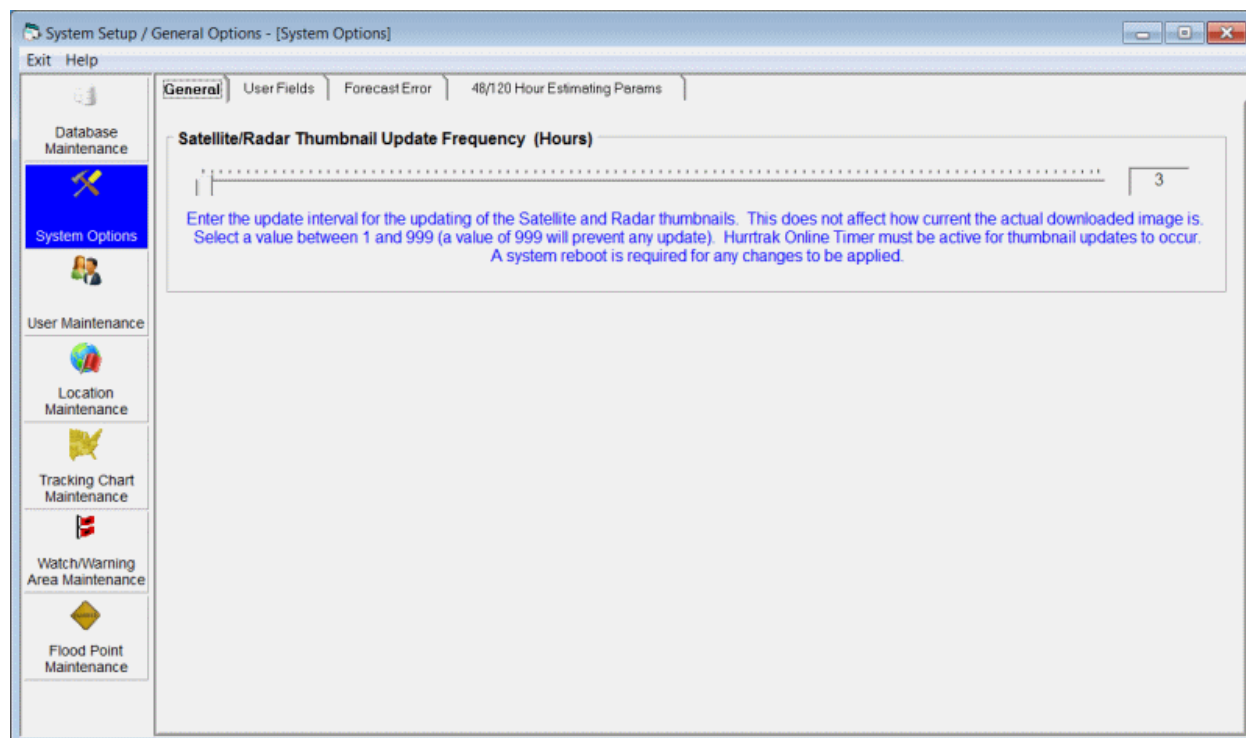 System Setup / General Options - [System Options]
Exit Help
General User Fields Forecast Error 48/120 Hour Estimating Params
Database
Maintenance
System Options
User Maintenance
Location
Maintenance
Tracking Chart
Maintenance
Watch/Warning
Area Maintenance
Flood Point
Maintenance
Satellite/Radar Thumbnail Update Frequency (Hours)
3
Enter the update interval for the updating of the Satellite and Radar thumbnails. This does not affect how current the actual downloaded image is.
Select a value between 1 and 999 (a value of 999 will prevent any update). Hurrtrak Online Timer must be active for thumbnail updates to occur.
A system reboot is required for any changes to be applied.